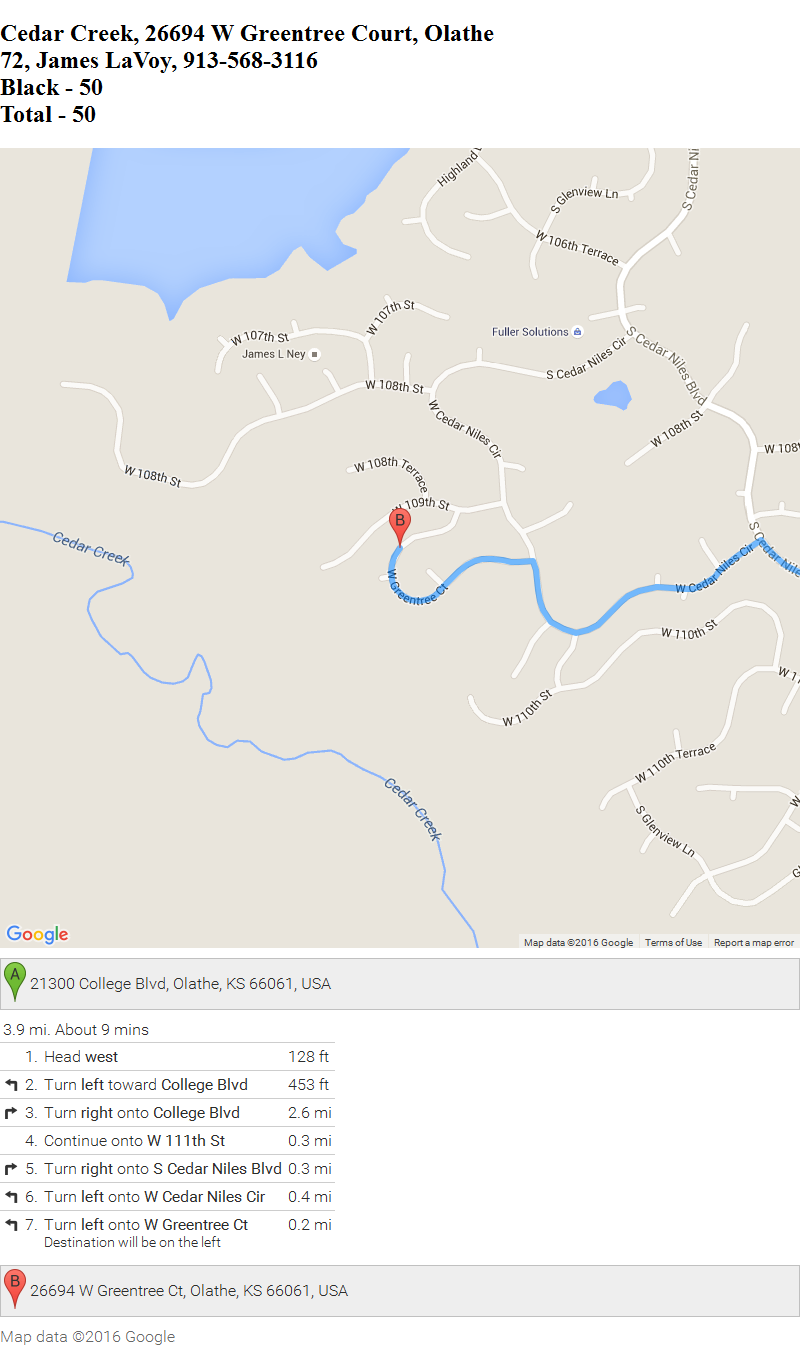 Cedar Creek, 26694 W Greentree Court, Olathe
72, James LaVoy, 913-568-3116
Black - 50
Total - 50
Highland
S Glenview Ln
S Cedar Ni
W 106th Terrace
W 107th St
W 107th St
James L Ney
Fuller Solutions
S Cedar Niles Cir
S Cedar Niles Blvd
W 108th St
W Cedar Niles Cir
W 108th St
W 108
W 108th Terrace
W 108th St
W 109th St
B
Cedar Creek
S Cedar Nile
W Cedar Niles Cir
W Greentree Ct
W 110th St
W 11
W 110th St
W 110th Terrace
Cedar Creek
S Glenview Ln
W
G
Google
Map data ©2016 Google Terms of Use Report a map error
A 21300 College Blvd, Olathe, KS 66061, USA
3.9 mi. About 9 mins
1. Head west 128 ft
2. Turn left toward College Blvd 453 ft
3. Turn right onto College Blvd 2.6 mi
4. Continue onto W 111th St 0.3 mi
5. Turn right onto S Cedar Niles Blvd 0.3 mi
6. Turn left onto W Cedar Niles Cir 0.4 mi
7. Turn left onto W Greentree Ct 0.2 mi
Destination will be on the left
B 26694 W Greentree Ct, Olathe, KS 66061, USA
Map data ©2016 Google